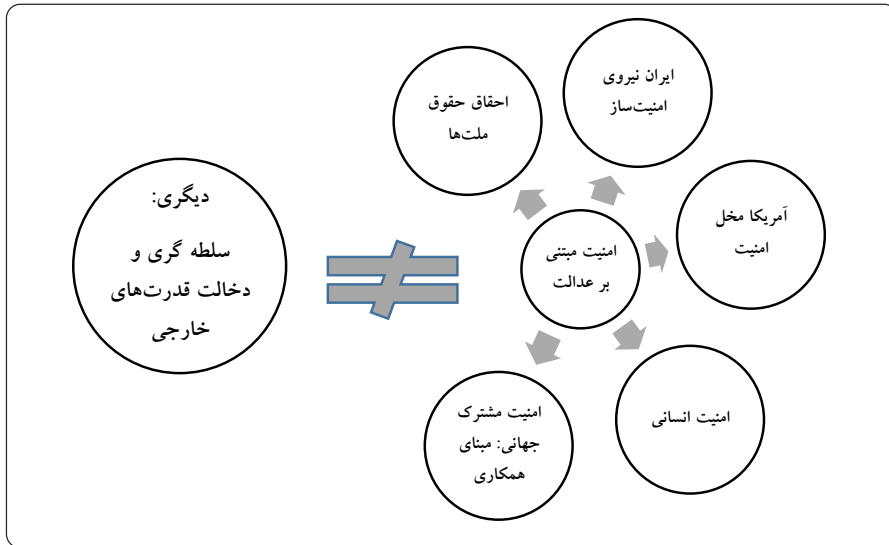 ایران نیروی
امنیت‌ساز
احقاق حقوق
ملت‌ها
آمریکا مخل
امنیت
امنیت مبتنی
بر عدالت
دیگری:
سلطه گری و
دخالت قدرت‌های
خارجی
امنیت انسانی
امنیت مشترک
جهانی: مبنای
همکاری